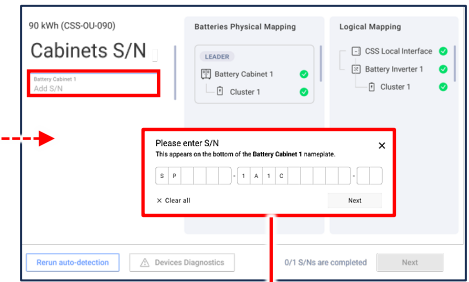 90 kWh (CSS-OU-090)
Cabinets S/N
Battery Cabinet 1
Add S/N
Batteries Physical Mapping
LEADER
Battery Cabinet 1
Cluster 1
Logical Mapping
CSS Local Interface
Battery Inverter 1
Cluster 1
Please enter S/N
This appears on the bottom of the Battery Cabinet 1 nameplate.
S P - 1 A 1 C -
× Clear all
Next
Rerun auto-detection
Devices Diagnostics
0/1 S/Ns are completed
Next